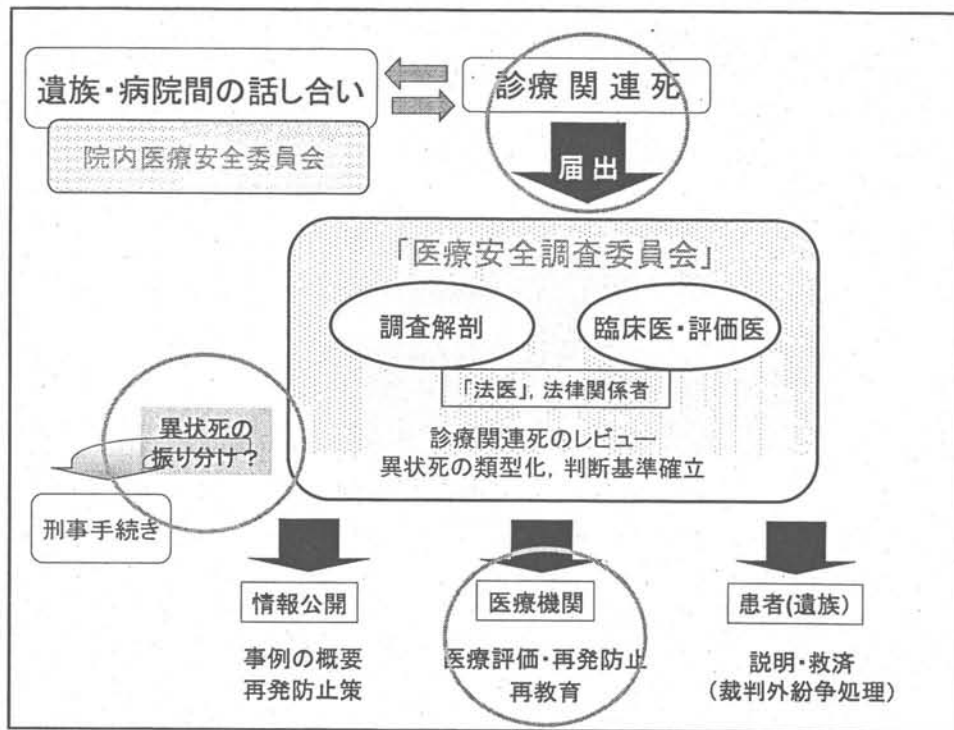 遺族・病院間の話し合い
診療関連死
院内医療安全委員会
届出
「医療安全調査委員会」
調査解剖
臨床医・評価医
「法医」, 法律関係者
診療関連死のレビュー
異状死の類型化, 判断基準確立
異状死の
振り分け?
刑事手続き
情報公開
事例の概要
再発防止策
医療機関
医療評価・再発防止
再教育
患者(遺族)
説明・救済
(裁判外紛争処理)